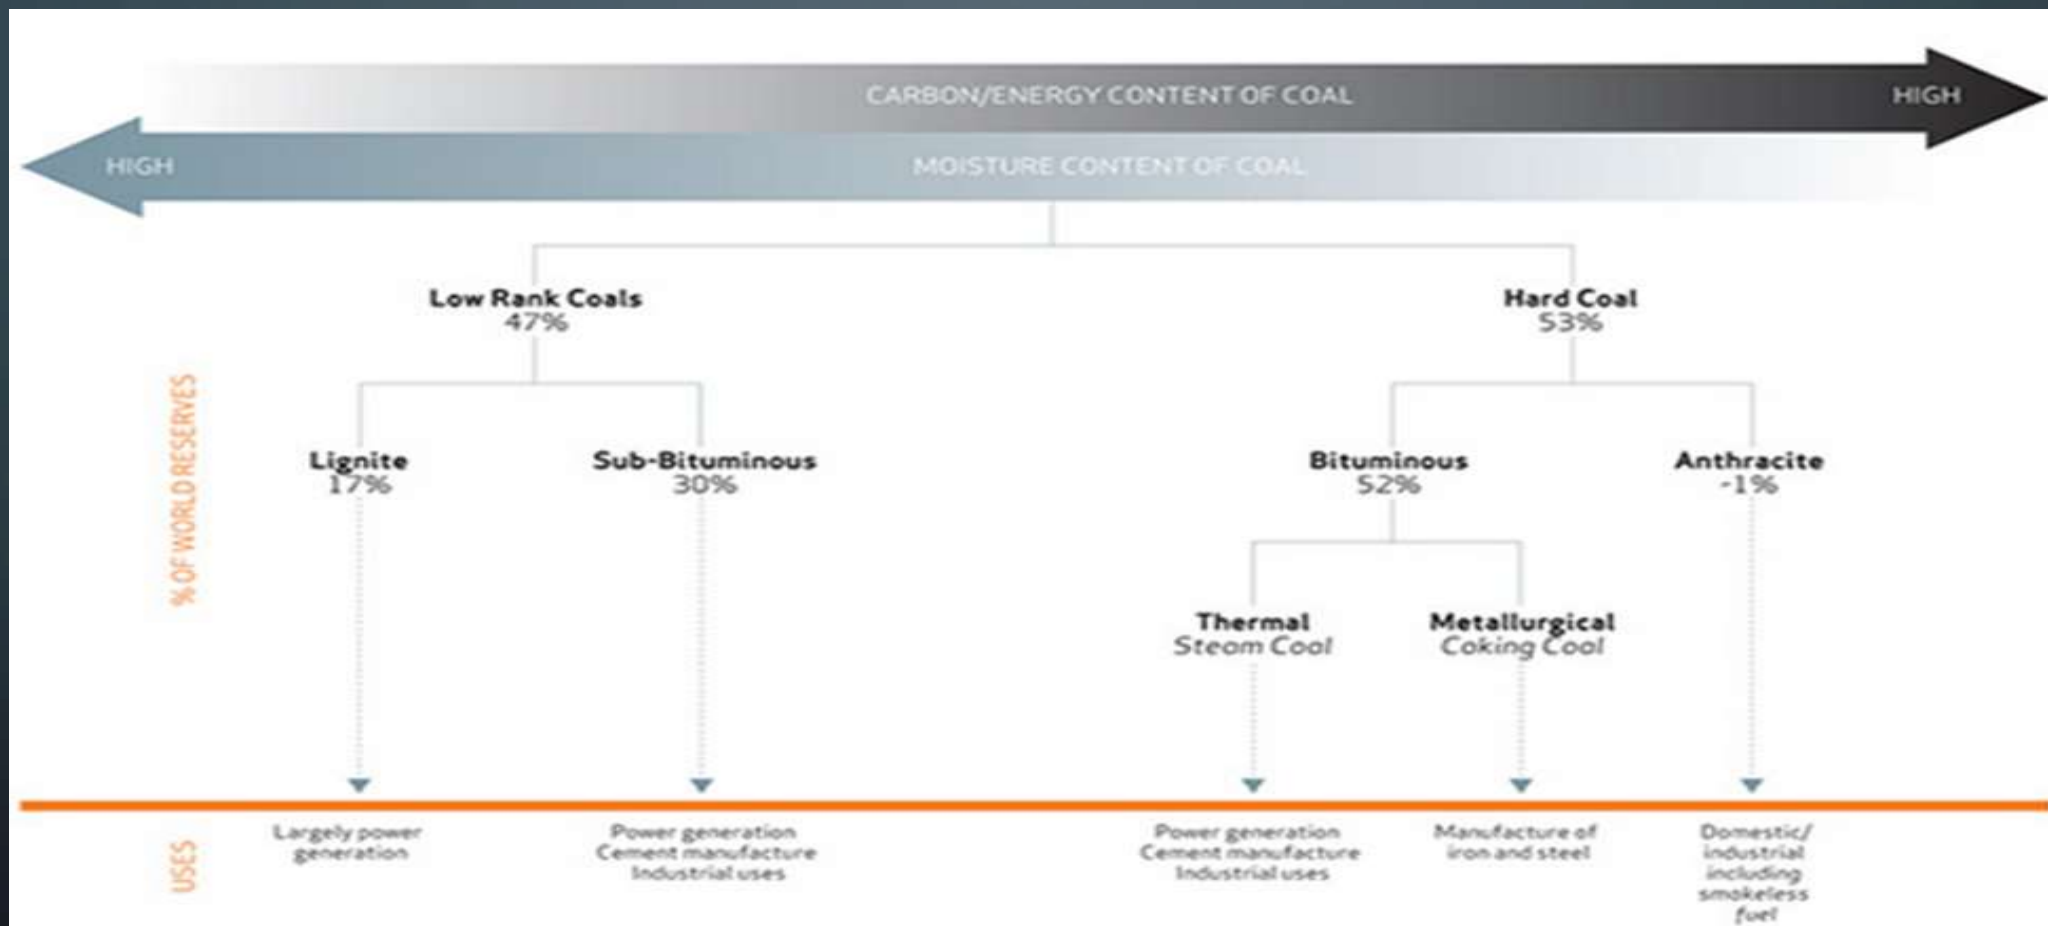 CARBON/ENERGY CONTENT OF COAL
HIGH
HIGH
MOISTURE CONTENT OF COAL
Low Rank Coals
47%
Hard Coal
53%
% OF WORLD RESERVES
Lignite
17%
Sub-Bituminous
30%
Bituminous
52%
Anthracite
-1%
Thermal
Steam Coal
Metallurgical
Coking Coal
USES
Largely power
generation
Power generation
Cement manufacture
Industrial uses
Power generation
Cement manufacture
Industrial uses
Manufacture of
iron and steel
Domestic/
industrial
including
smokeless
fuel